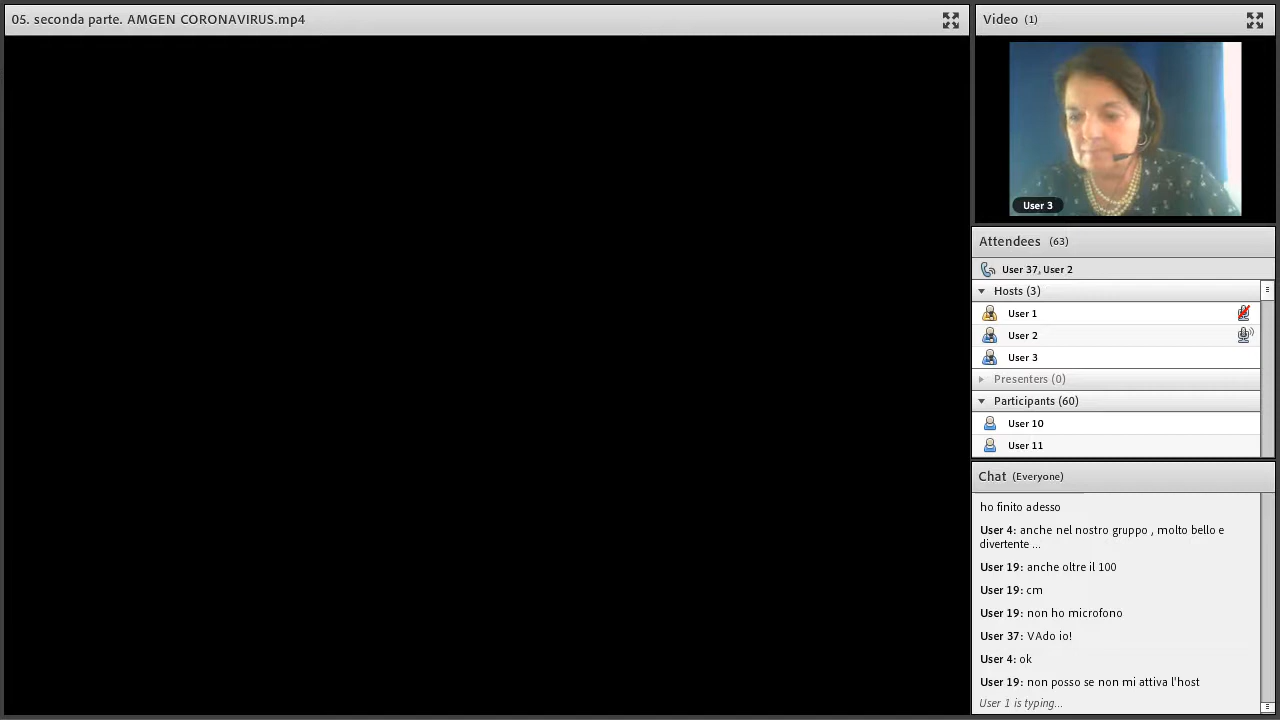 05. seconda parte. AMGEN CORONAVIRUS.mp4
Video (1)
User 3
Attendees (63)
User 37, User 2
Hosts (3)
User 1
User 2
User 3
Presenters (0)
Participants (60)
User 10
User 11
Chat (Everyone)
ho finito adesso
User 4: anche nel nostro gruppo , molto bello e
divertente ...
User 19: anche oltre il 100
User 19: cm
User 19: non ho microfono
User 37: VAdo io!
User 4: ok
User 19: non posso se non mi attiva l'host
User 1 is typing...